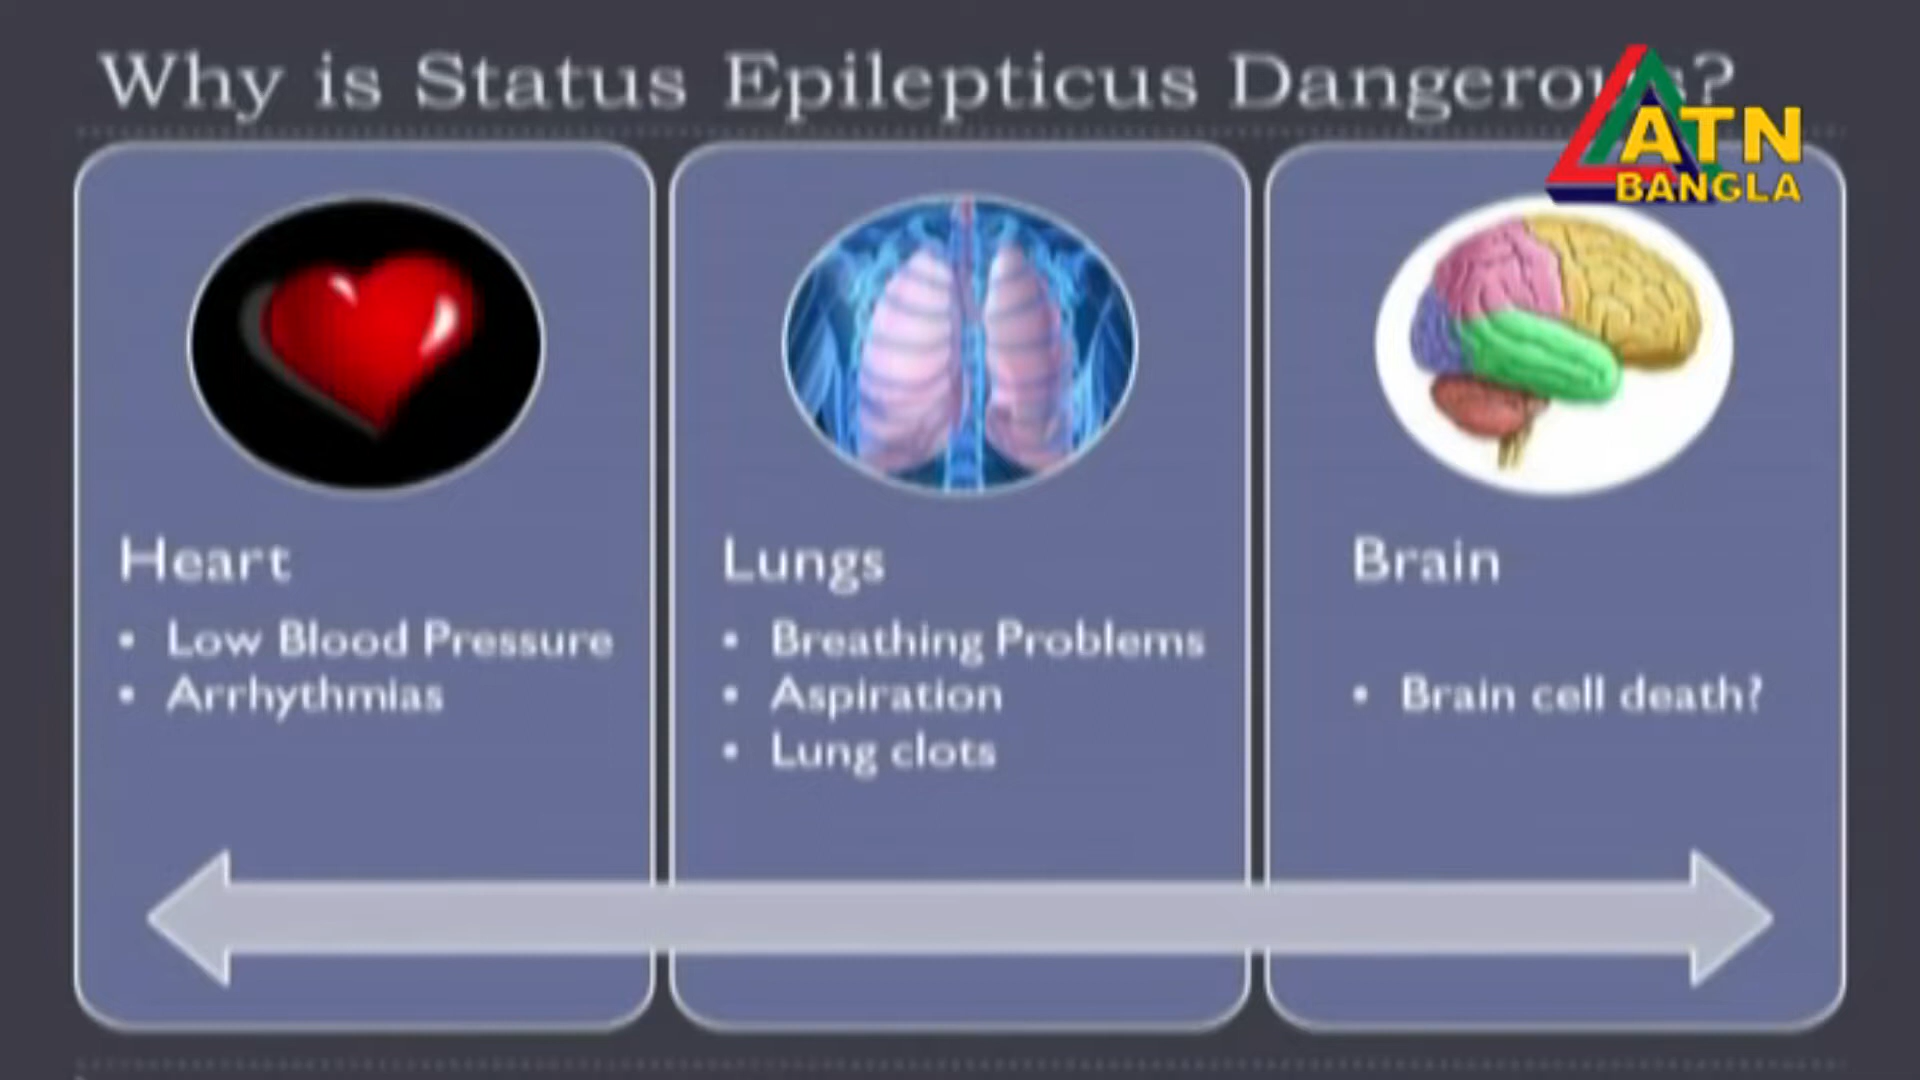 Why is Status Epilepticus Dangerous?
ATN
BANGLA
Heart
• Low Blood Pressure
• Arrhythmias
Lungs
• Breathing Problems
• Aspiration
• Lung clots
Brain
• Brain cell death?